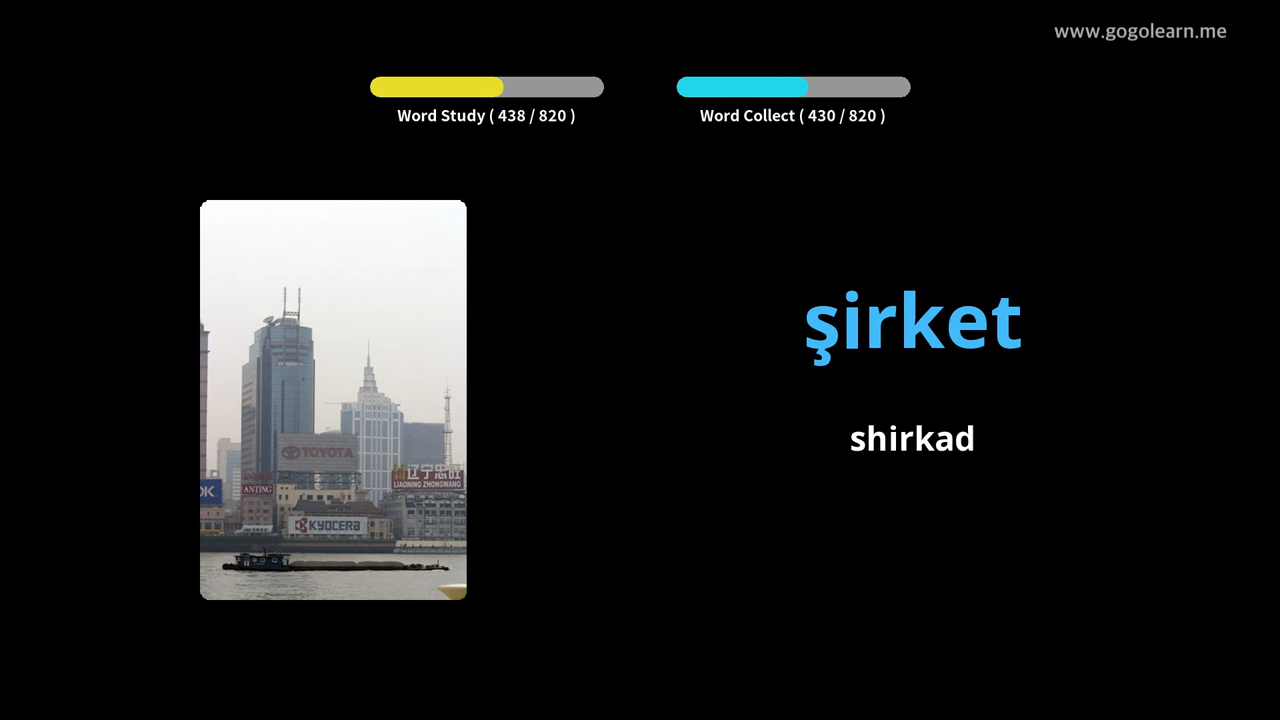 www.gogolearn.me
Word Study ( 438 / 820 )
Word Collect ( 430 / 820 )
şirket
shirkad
TOYOTA
辽宁忠旺
LIAONING ZHONGWANG
OK
ANTING
KYOCERA